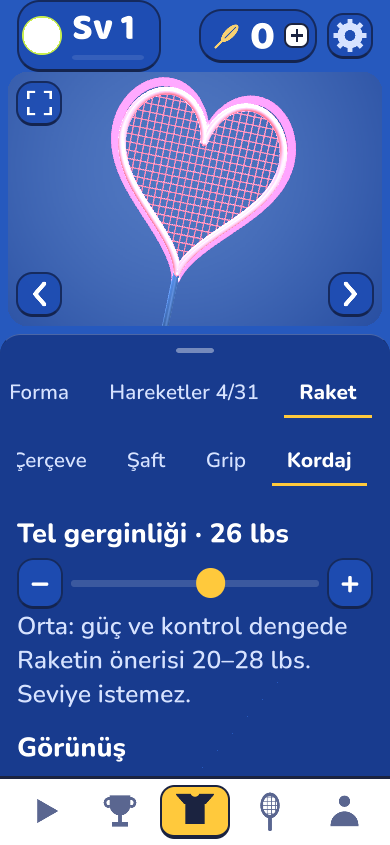 Sv 1
0
Forma Hareketler 4/31 Raket
Çerçeve Şaft Grip Kordaj
Tel gerginliği · 26 lbs
Orta: güç ve kontrol dengede
Raketin önerisi 20–28 lbs.
Seviye istemez.
Görünüş